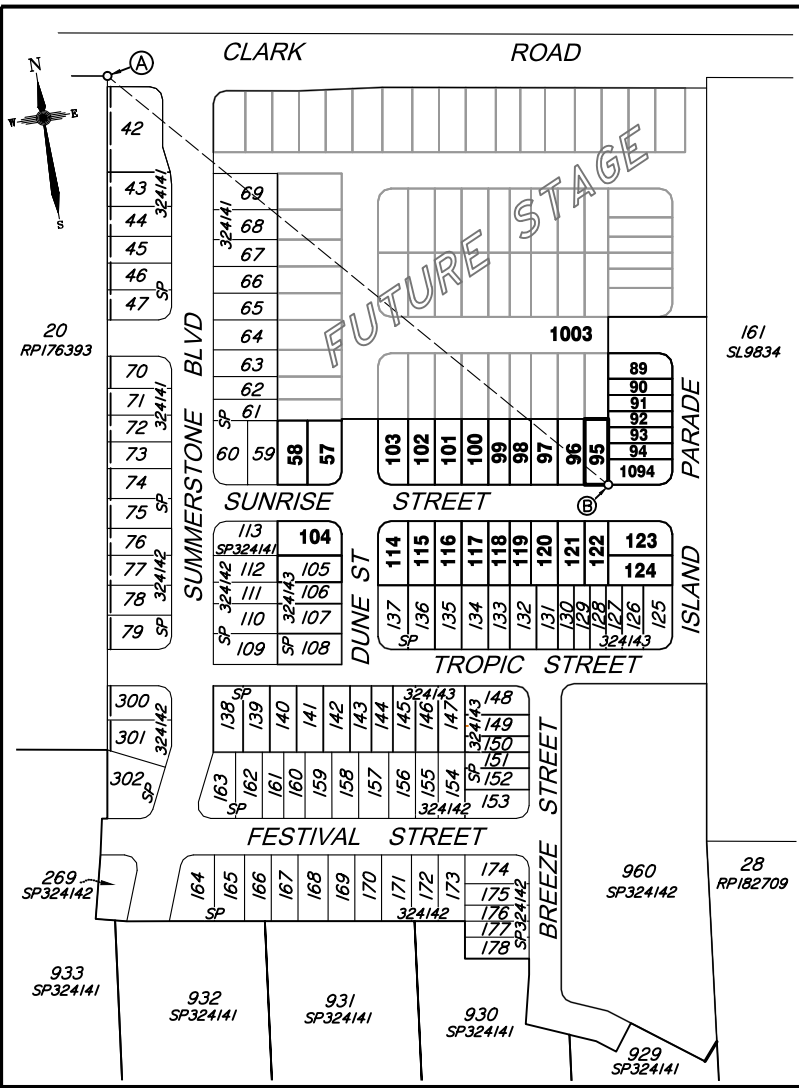 CLARK ROAD
A
N
W E
S
42
43
44
45
46
47
SP 324141
20
RP176393
SUMMERSTONE BLVD
69
68
67
66
65
64
63
62
61
60 59 58 57
SP 324141
FUTURE STAGE
1003
161
SL9834
89
90
91
92
93
94
1094
PARADE
103 102 101 100 99 98 97 96 95
B
SUNRISE STREET
70
71
72
73
74
75
SP 324141
76
77
78
79
SP 324142
113
SP324141
104
112 105
111 106
110 107
109 108
SP 324142
SP 324143
DUNE ST
114 115 116 117 118 119 120 121 122 123
124
137 136 135 134 133 132 131 130 129 128 127 126 125
SP 324143
ISLAND
TROPIC STREET
300
301
302
SP 324142
138 139 140 141 142 143 144 145 146 147 148
SP 324143
149
150
151
152
153
SP 324143
163 162 161 160 159 158 157 156 155 154
SP 324142
FESTIVAL STREET
BREEZE STREET
269
SP324142
164 165 166 167 168 169 170 171 172 173 174
SP 324142
175
176
177
178
SP324142
960
SP324142
28
RP182709
933
SP324141
932
SP324141
931
SP324141
930
SP324141
929
SP324141